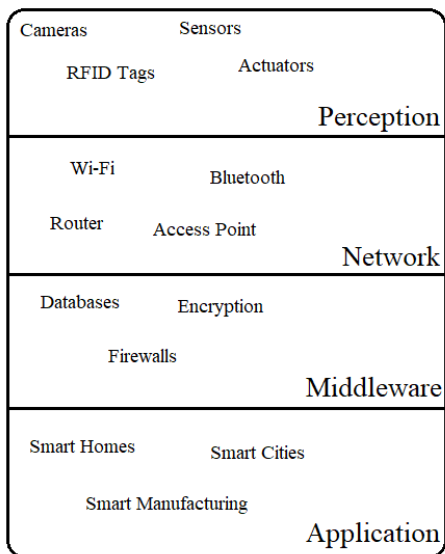 Cameras
Sensors
RFID Tags
Actuators
Perception
Wi-Fi
Bluetooth
Router
Access Point
Network
Databases
Encryption
Firewalls
Middleware
Smart Homes
Smart Cities
Smart Manufacturing
Application